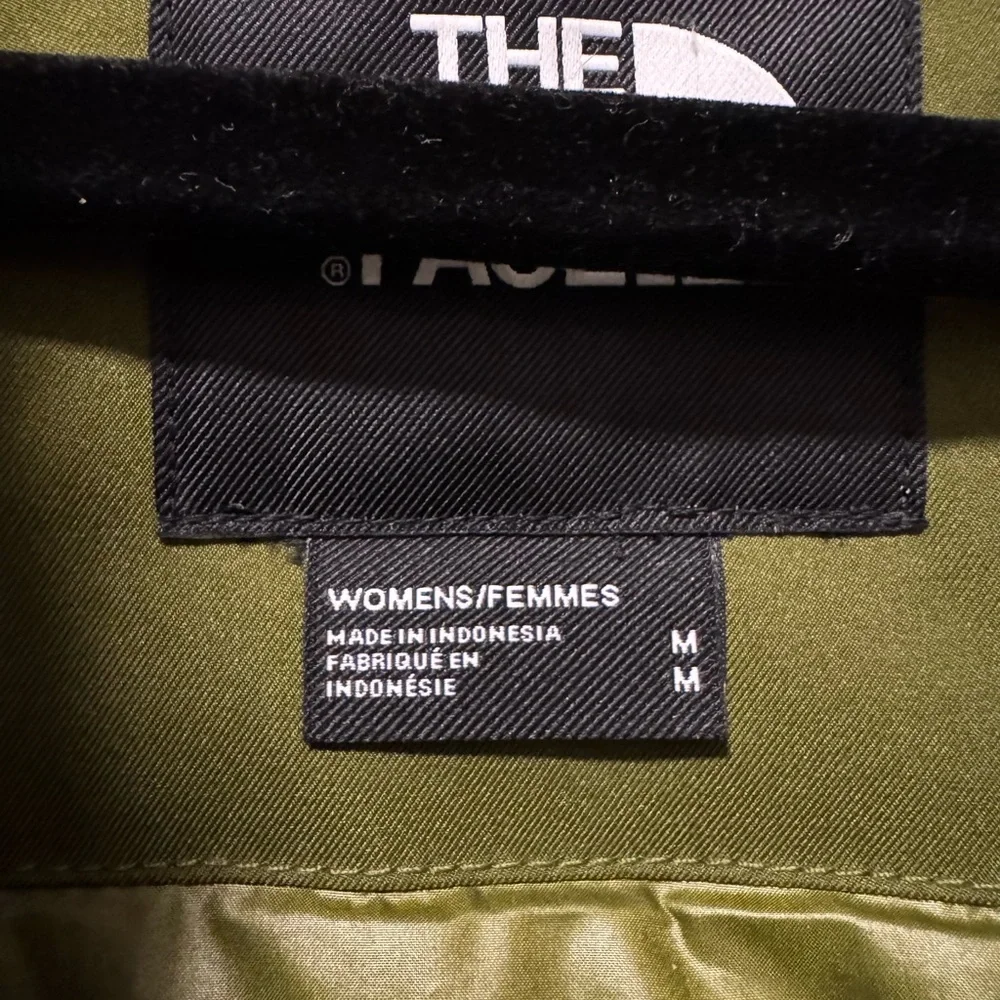 THE
®
WOMENS/FEMMES
MADE IN INDONESIA M
FABRIQUÉ EN M
INDONÉSIE